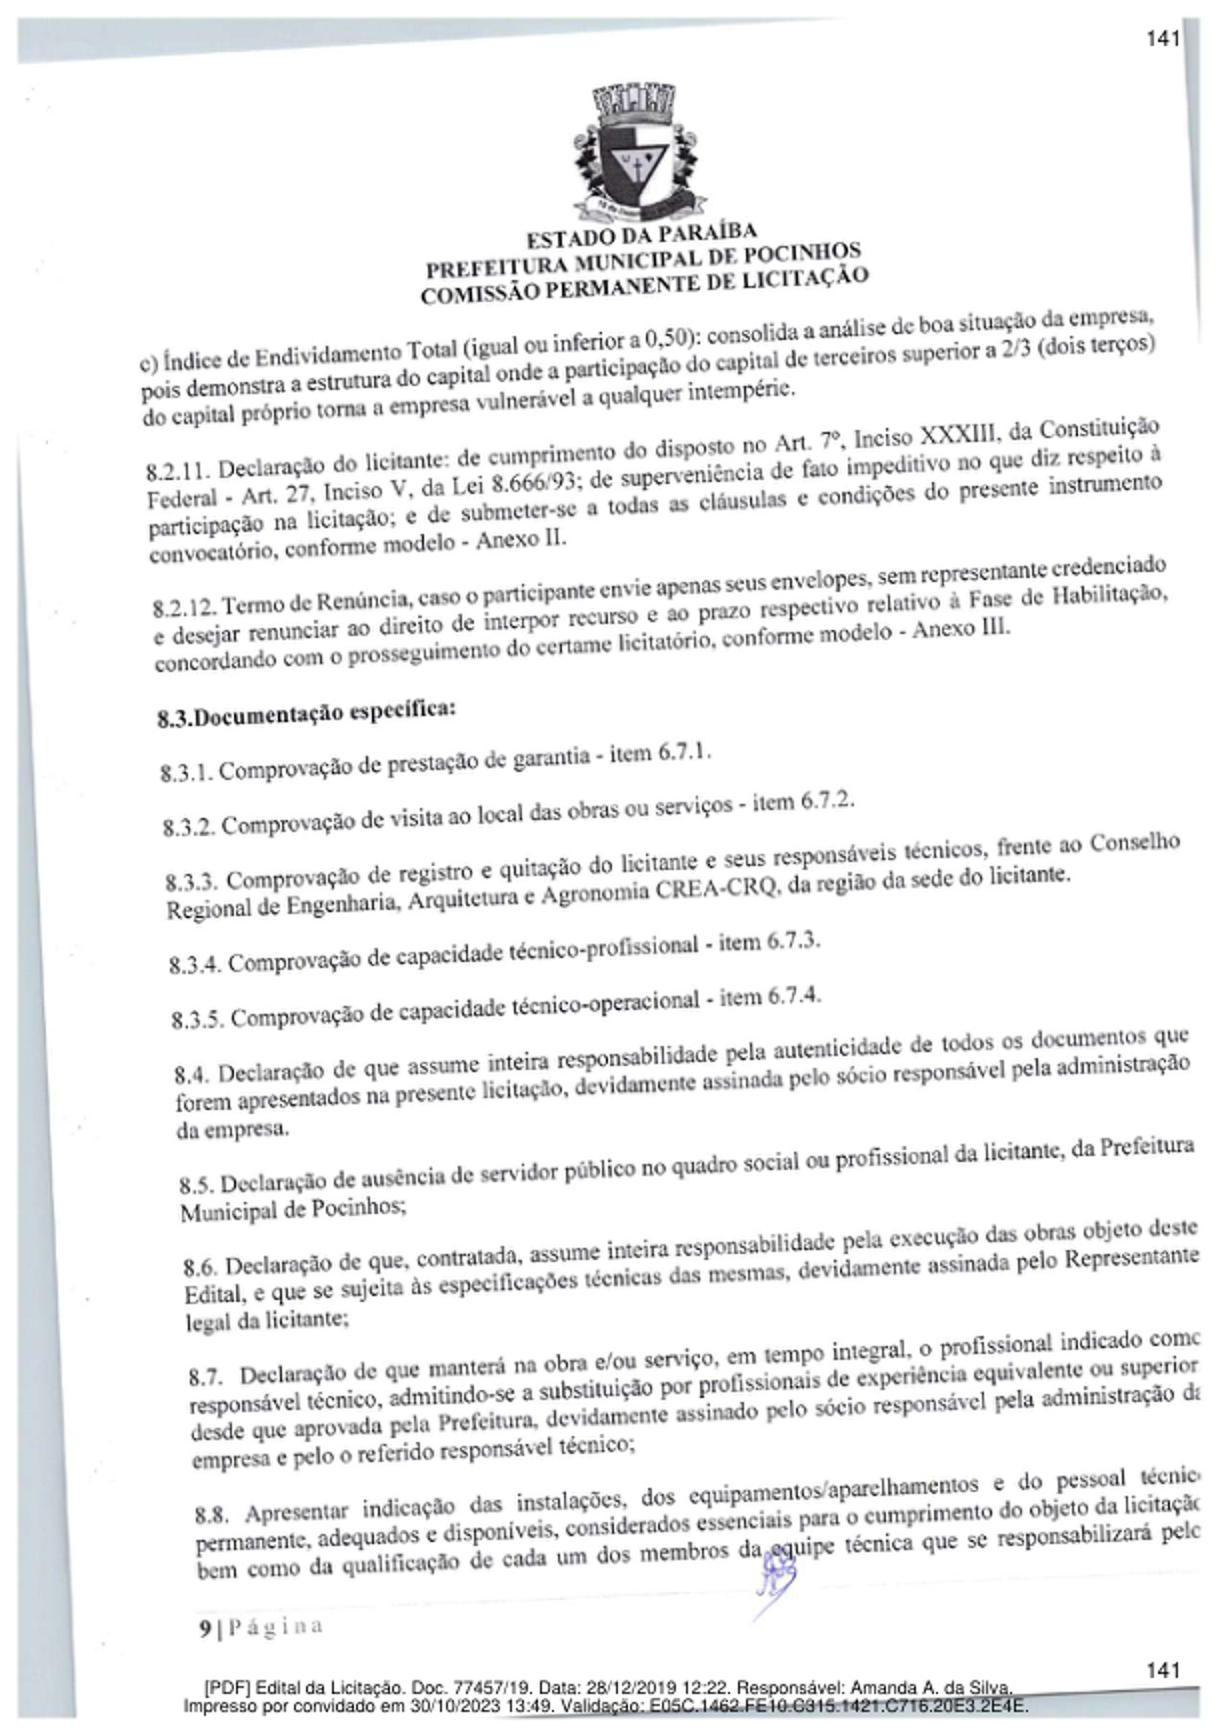 141
ESTADO DA PARAÍBA
PREFEITURA MUNICIPAL DE POCINHOS
COMISSÃO PERMANENTE DE LICITAÇÃO
c) Índice de Endividamento Total (igual ou inferior a 0,50): consolida a análise de boa situação da empresa,
pois demonstra a estrutura do capital onde a participação do capital de terceiros superior a 2/3 (dois terços)
do capital próprio torna a empresa vulnerável a qualquer intempérie.
8.2.11. Declaração do licitante: de cumprimento do disposto no Art. 7º, Inciso XXXIII, da Constituição
Federal - Art. 27, Inciso V, da Lei 8.666/93; de superveniência de fato impeditivo no que diz respeito à
participação na licitação; e de submeter-se a todas as cláusulas e condições do presente instrumento
convocatório, conforme modelo - Anexo II.
8.2.12. Termo de Renúncia, caso o participante envie apenas seus envelopes, sem representante credenciado
e desejar renunciar ao direito de interpor recurso e ao prazo respectivo relativo à Fase de Habilitação,
concordando com o prosseguimento do certame licitatório, conforme modelo - Anexo III.
8.3.Documentação específica:
8.3.1. Comprovação de prestação de garantia - item 6.7.1.
8.3.2. Comprovação de visita ao local das obras ou serviços - item 6.7.2.
8.3.3. Comprovação de registro e quitação do licitante e seus responsáveis técnicos, frente ao Conselho
Regional de Engenharia, Arquitetura e Agronomia CREA-CRQ, da região da sede do licitante.
8.3.4. Comprovação de capacidade técnico-profissional - item 6.7.3.
8.3.5. Comprovação de capacidade técnico-operacional - item 6.7.4.
8.4. Declaração de que assume inteira responsabilidade pela autenticidade de todos os documentos que
forem apresentados na presente licitação, devidamente assinada pelo sócio responsável pela administração
da empresa.
8.5. Declaração de ausência de servidor público no quadro social ou profissional da licitante, da Prefeitura
Municipal de Pocinhos;
8.6. Declaração de que, contratada, assume inteira responsabilidade pela execução das obras objeto deste
Edital, e que se sujeita às especificações técnicas das mesmas, devidamente assinada pelo Representante
legal da licitante;
8.7. Declaração de que manterá na obra e/ou serviço, em tempo integral, o profissional indicado como
responsável técnico, admitindo-se a substituição por profissionais de experiência equivalente ou superior
desde que aprovada pela Prefeitura, devidamente assinado pelo sócio responsável pela administração da
empresa e pelo o referido responsável técnico;
8.8. Apresentar indicação das instalações, dos equipamentos/aparelhamentos e do pessoal técnic
permanente, adequados e disponíveis, considerados essenciais para o cumprimento do objeto da licitaçã
bem como da qualificação de cada um dos membros da equipe técnica que se responsabilizará pelo
9 | Página
141
[PDF] Edital da Licitação. Doc. 77457/19. Data: 28/12/2019 12:22. Responsável: Amanda A. da Silva.
Impresso por convidado em 30/10/2023 13:49. Validação: E05C.1462.FE10.C315.1421.C716.20E3.2E4E.